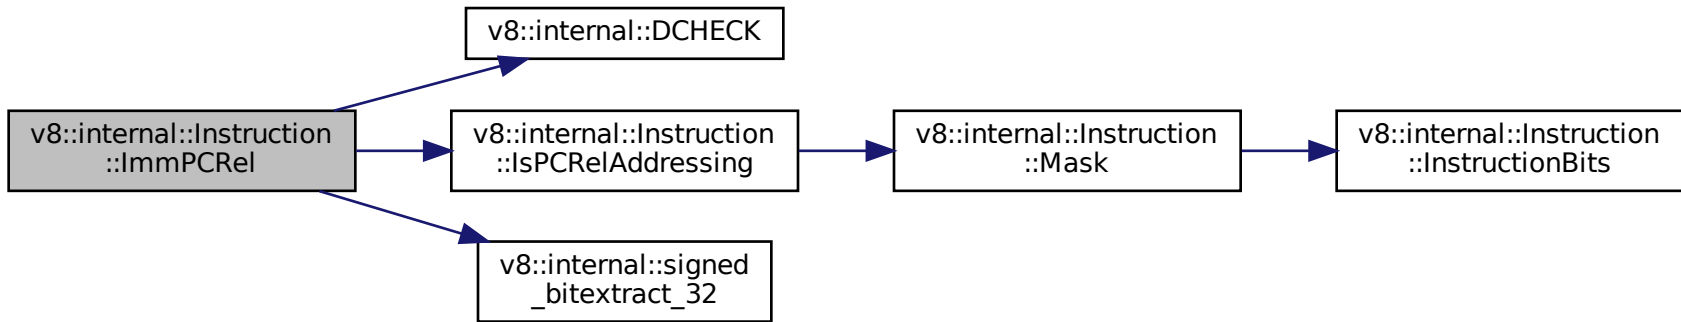 v8::internal::DCHECK
v8::internal::Instruction
::ImmPCRel
v8::internal::Instruction
::IsPCRelAddressing
v8::internal::Instruction
::Mask
v8::internal::Instruction
::InstructionBits
v8::internal::signed
_bitextract_32